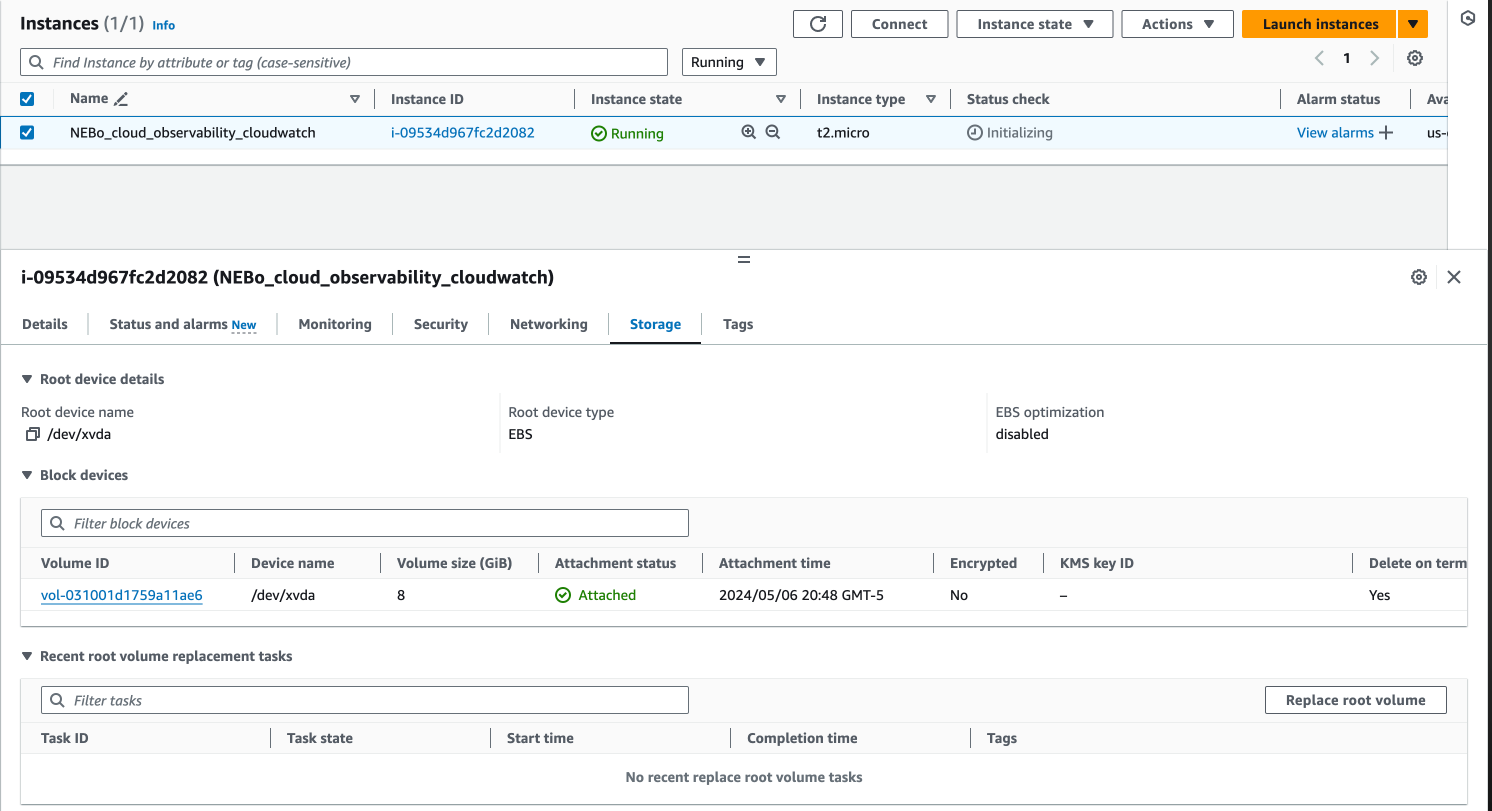 Instances (1/1) Info
Connect
Instance state
Actions
Launch instances
Find Instance by attribute or tag (case-sensitive)
Running
1
Name Instance ID Instance state Instance type Status check Alarm status Ava
NEBo_cloud_observability_cloudwatch i-09534d967fc2d2082 Running t2.micro Initializing View alarms us-
i-09534d967fc2d2082 (NEBo_cloud_observability_cloudwatch)
Details Status and alarms New Monitoring Security Networking Storage Tags
Root device details
Root device name Root device type EBS optimization
/dev/xvda EBS disabled
Block devices
Filter block devices
Volume ID Device name Volume size (GiB) Attachment status Attachment time Encrypted KMS key ID Delete on term
vol-031001d1759a11ae6 /dev/xvda 8 Attached 2024/05/06 20:48 GMT-5 No – Yes
Recent root volume replacement tasks
Filter tasks
Replace root volume
Task ID Task state Start time Completion time Tags
No recent replace root volume tasks